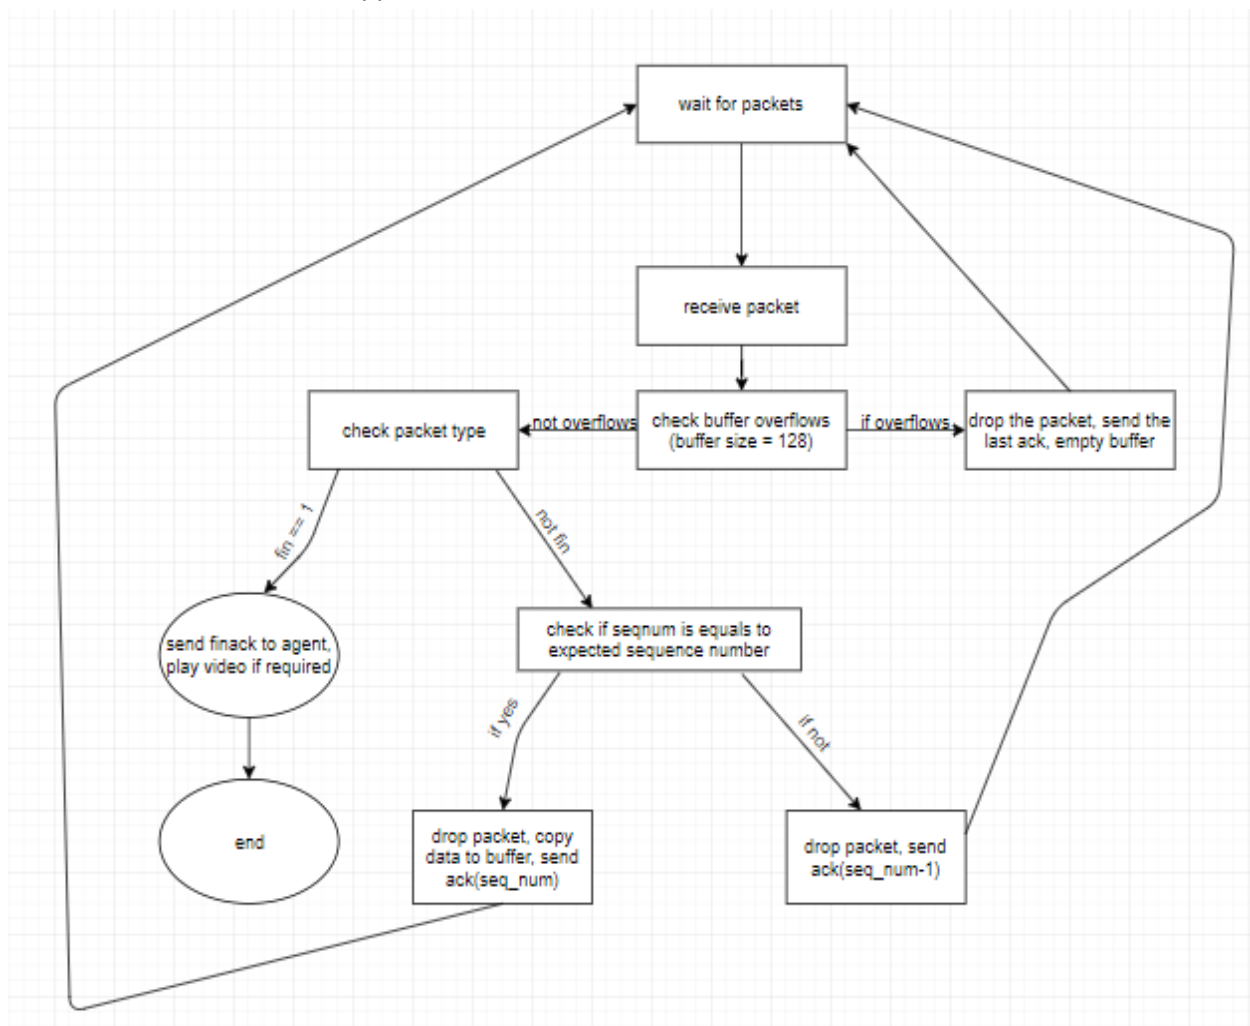 wait for packets
receive packet
check packet type
not overflows
check buffer overflows
(buffer size = 128)
if overflows
drop the packet, send the
last ack, empty buffer
fin == 1
not fin
send finack to agent,
play video if required
check if seqnum is equals to
expected sequence number
if yes
if not
end
drop packet, copy
data to buffer, send
ack(seq_num)
drop packet, send
ack(seq_num-1)